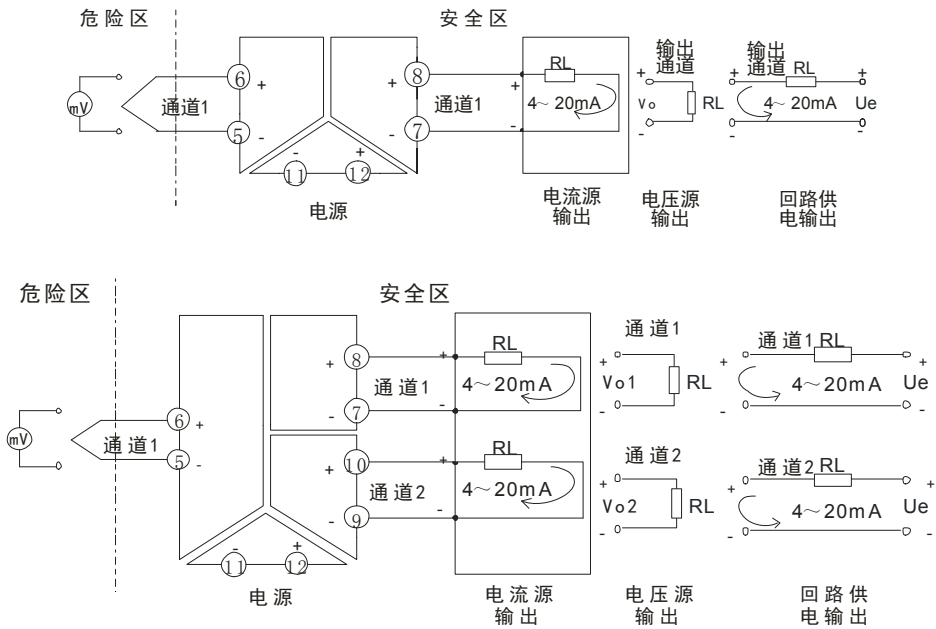 危险区
安全区
mV
通道1
6
+
5
-
8
+
7
-
通道1
-
+
11
12
电源
+
-
RL
4～20mA
电流源
输出
输出
通道
+
Vo
RL
-
电压源
输出
输出
通道
RL
+
+
4～20mA
Ue
-
-
回路供
电输出
危险区
安全区
mV
通道1
6
+
5
-
8
+
7
-
通道1
10
+
9
-
通道2
-
+
11
12
电源
+
RL
4～20mA
-
+
RL
4～20mA
-
电流源
输出
通道1
+
Vo1
RL
-
通道2
+
Vo2
RL
-
电压源
输出
通道1
RL
+
+
4～20mA
Ue
-
-
通道2
RL
+
+
4～20mA
Ue
-
-
回路供
电输出